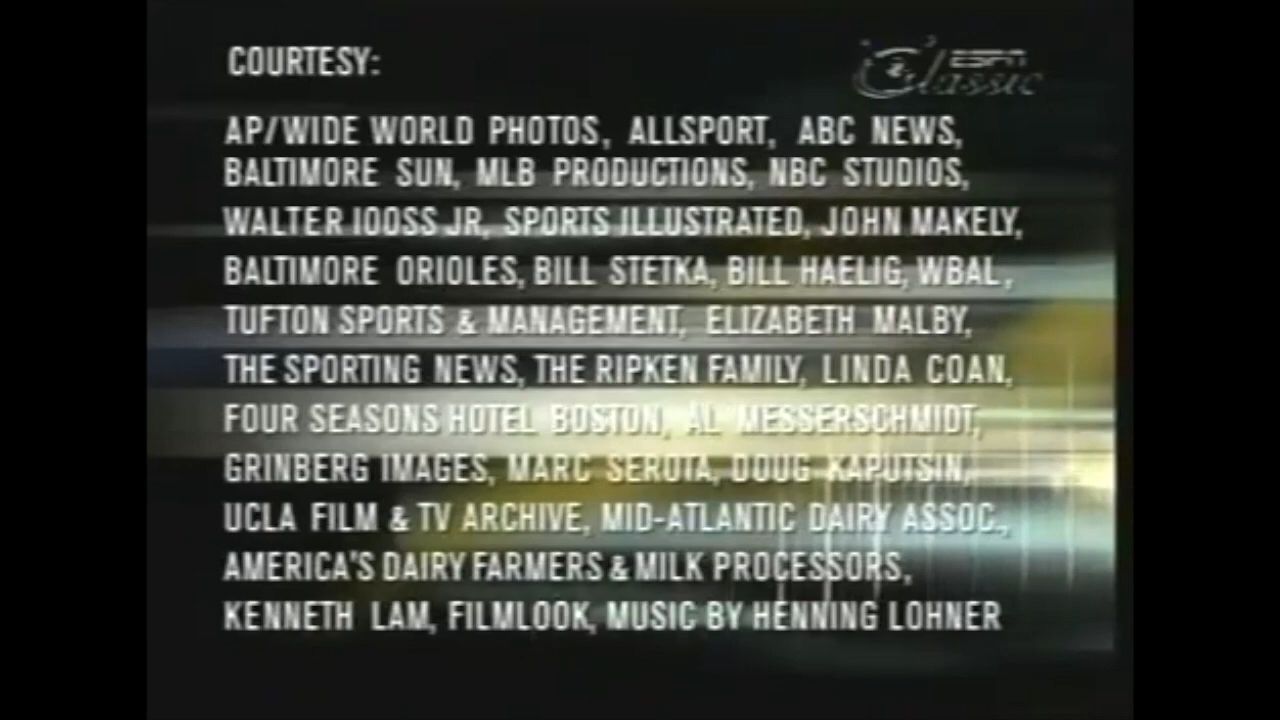 COURTESY:
ESPN
Classic
AP/WIDE WORLD PHOTOS, ALLSPORT, ABC NEWS,
BALTIMORE SUN, MLB PRODUCTIONS, NBC STUDIOS,
WALTER IOOSS JR, SPORTS ILLUSTRATED, JOHN MAKELY,
BALTIMORE ORIOLES, BILL STETKA, BILL HAELIG, WBAL,
TUFTON SPORTS & MANAGEMENT, ELIZABETH MALBY,
THE SPORTING NEWS, THE RIPKEN FAMILY, LINDA COAN,
FOUR SEASONS HOTEL BOSTON, AL MESSERSCHMIDT,
GRINBERG IMAGES, MARC SEROTA, DOUG KAPUTSIN,
UCLA FILM & TV ARCHIVE, MID-ATLANTIC DAIRY ASSOC.,
AMERICA'S DAIRY FARMERS & MILK PROCESSORS,
KENNETH LAM, FILMLOOK, MUSIC BY HENNING LOHNER